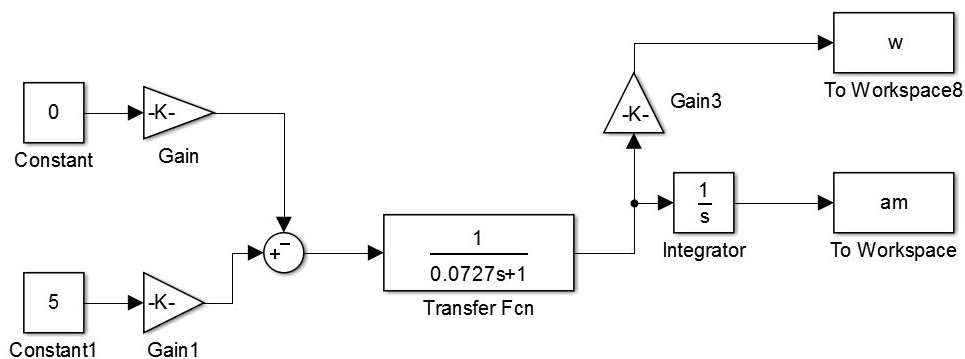 w
To Workspace8
-K-
Gain3
0
Constant
-K-
Gain
1
s
Integrator
am
To Workspace
−
+
1
0.0727s+1
Transfer Fcn
5
Constant1
-K-
Gain1